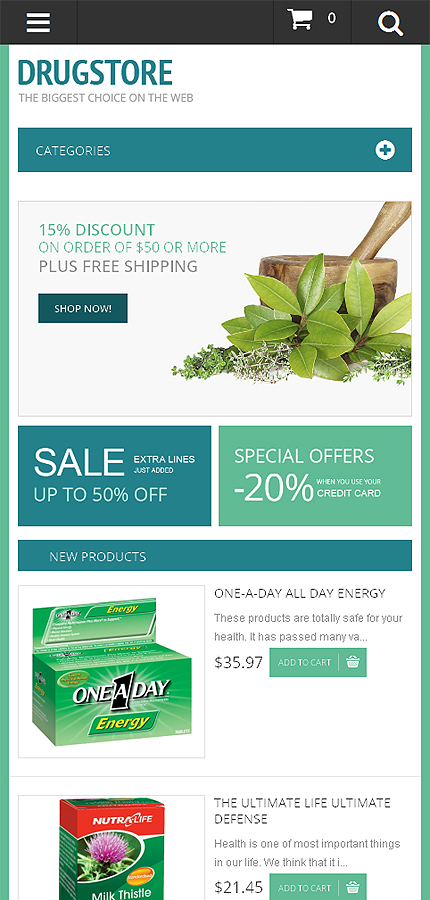 0
DRUGSTORE
THE BIGGEST CHOICE ON THE WEB
CATEGORIES
15% DISCOUNT
ON ORDER OF $50 OR MORE
PLUS FREE SHIPPING
SHOP NOW!
SALE EXTRA LINES
JUST ADDED
UP TO 50% OFF
SPECIAL OFFERS
-20% WHEN YOU USE YOUR
CREDIT CARD
NEW PRODUCTS
ONE-A-DAY ALL DAY ENERGY
These products are totally safe for your
health. It has passed many va...
$35.97 ADD TO CART
Energy
ONE A DAY
Energy
TABLETS
THE ULTIMATE LIFE ULTIMATE
DEFENSE
Health is one of most important things
in our life. We think that it i...
$21.45 ADD TO CART
NUTRALIFE
Standardised
Milk Thistle